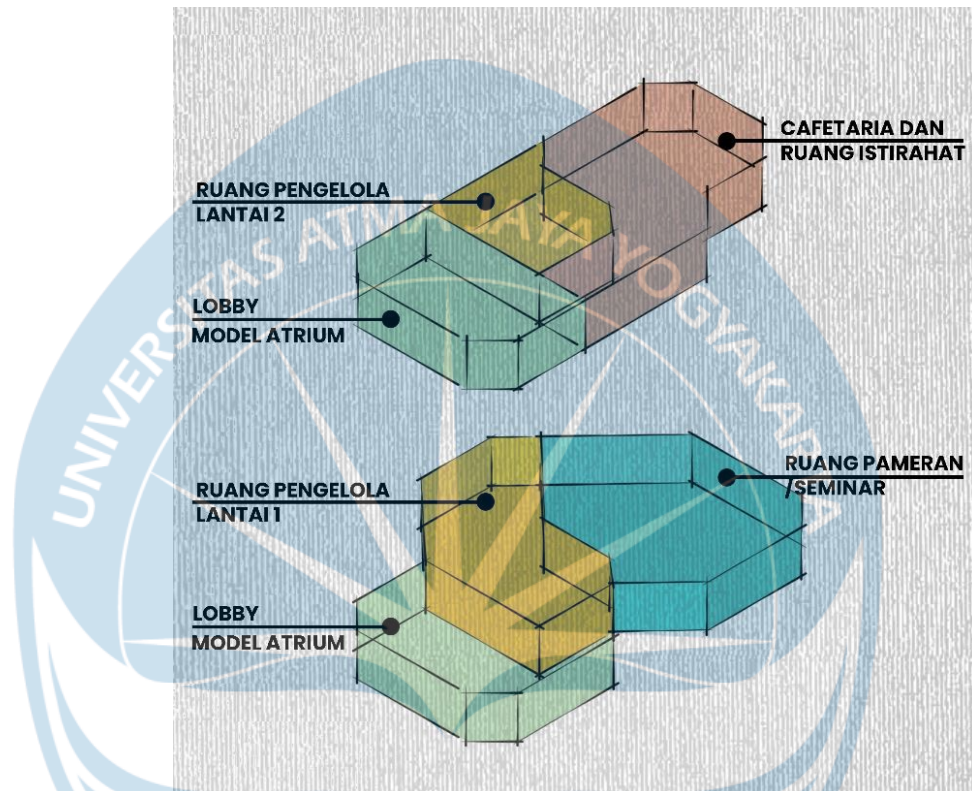 CAFETARIA DAN
RUANG ISTIRAHAT
RUANG PENGELOLA
LANTAI 2
LOBBY
MODEL ATRIUM
RUANG PAMERAN
/SEMINAR
RUANG PENGELOLA
LANTAI 1
LOBBY
MODEL ATRIUM
UNIVERSITAS ATMA JAYA YOGYAKARTA